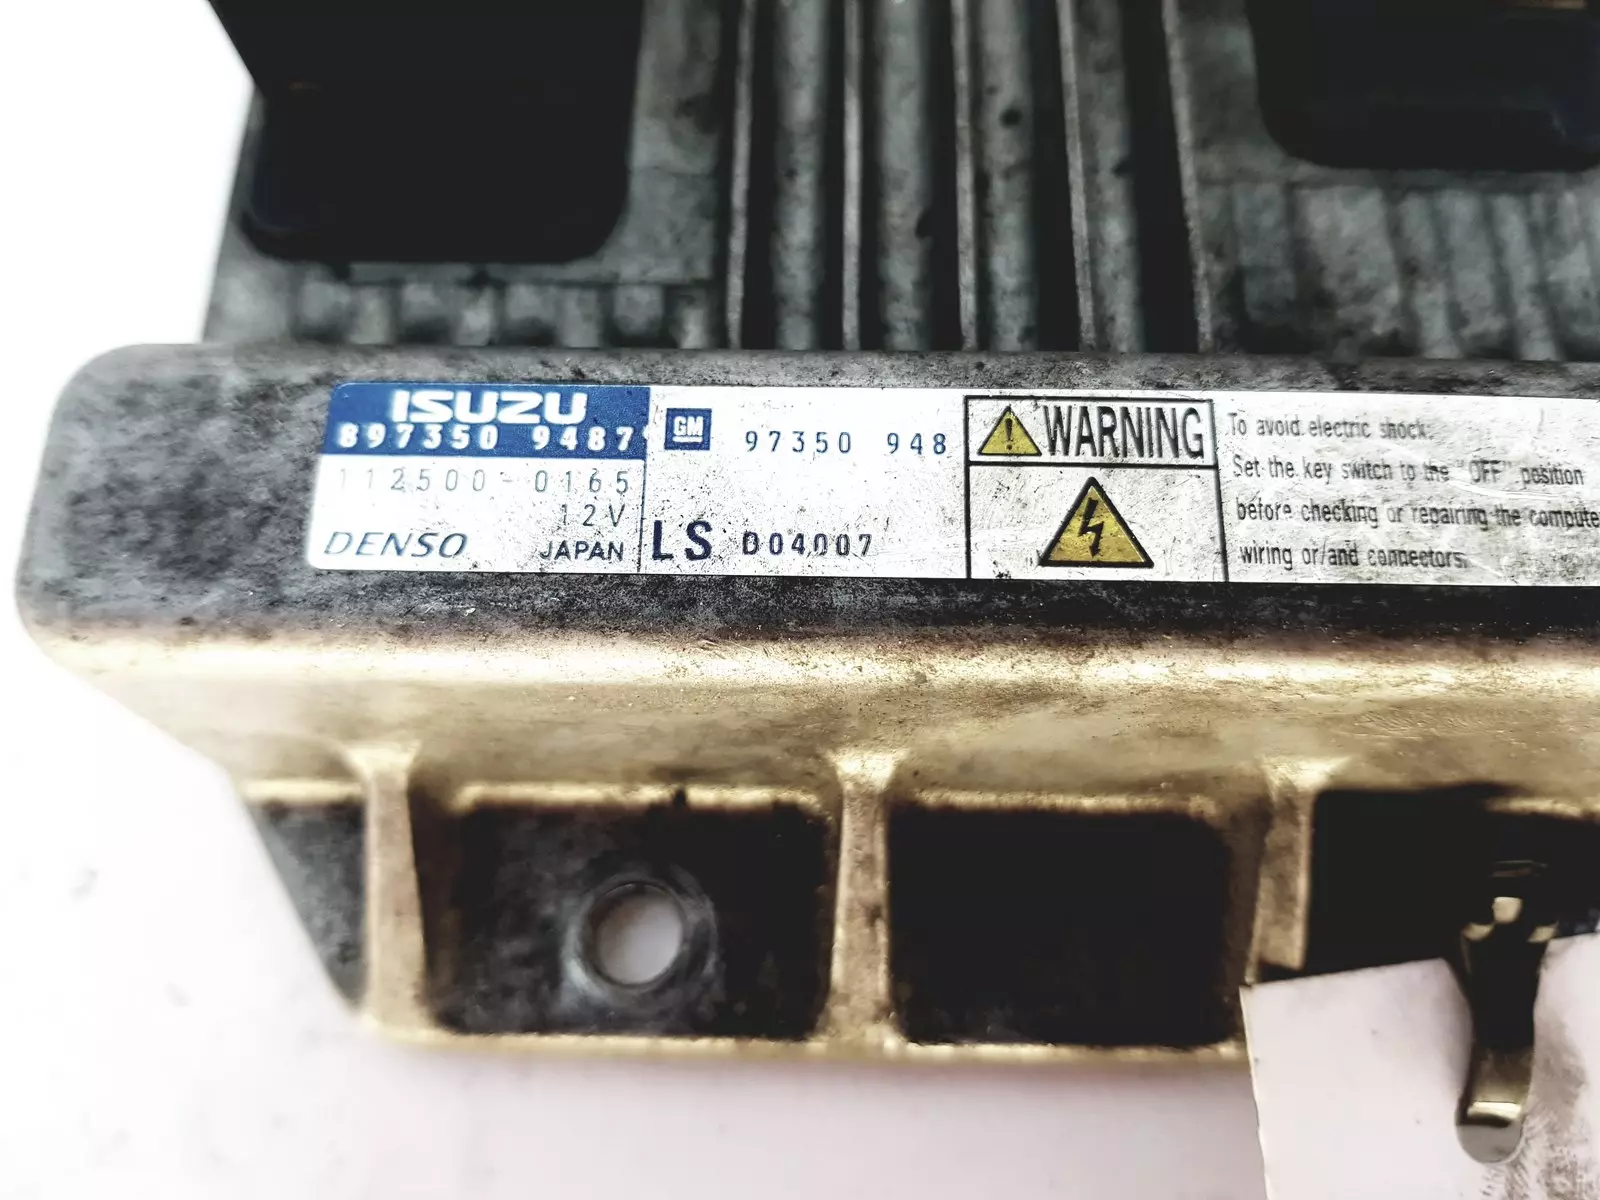 ISUZU
897350 9487
112500-0165
12V
DENSO JAPAN
GM 97350 948
LS D04007
WARNING
To avoid electric shock:
Set the key switch to the "OFF" position
before checking or repairing the compute
wiring or/and connectors.